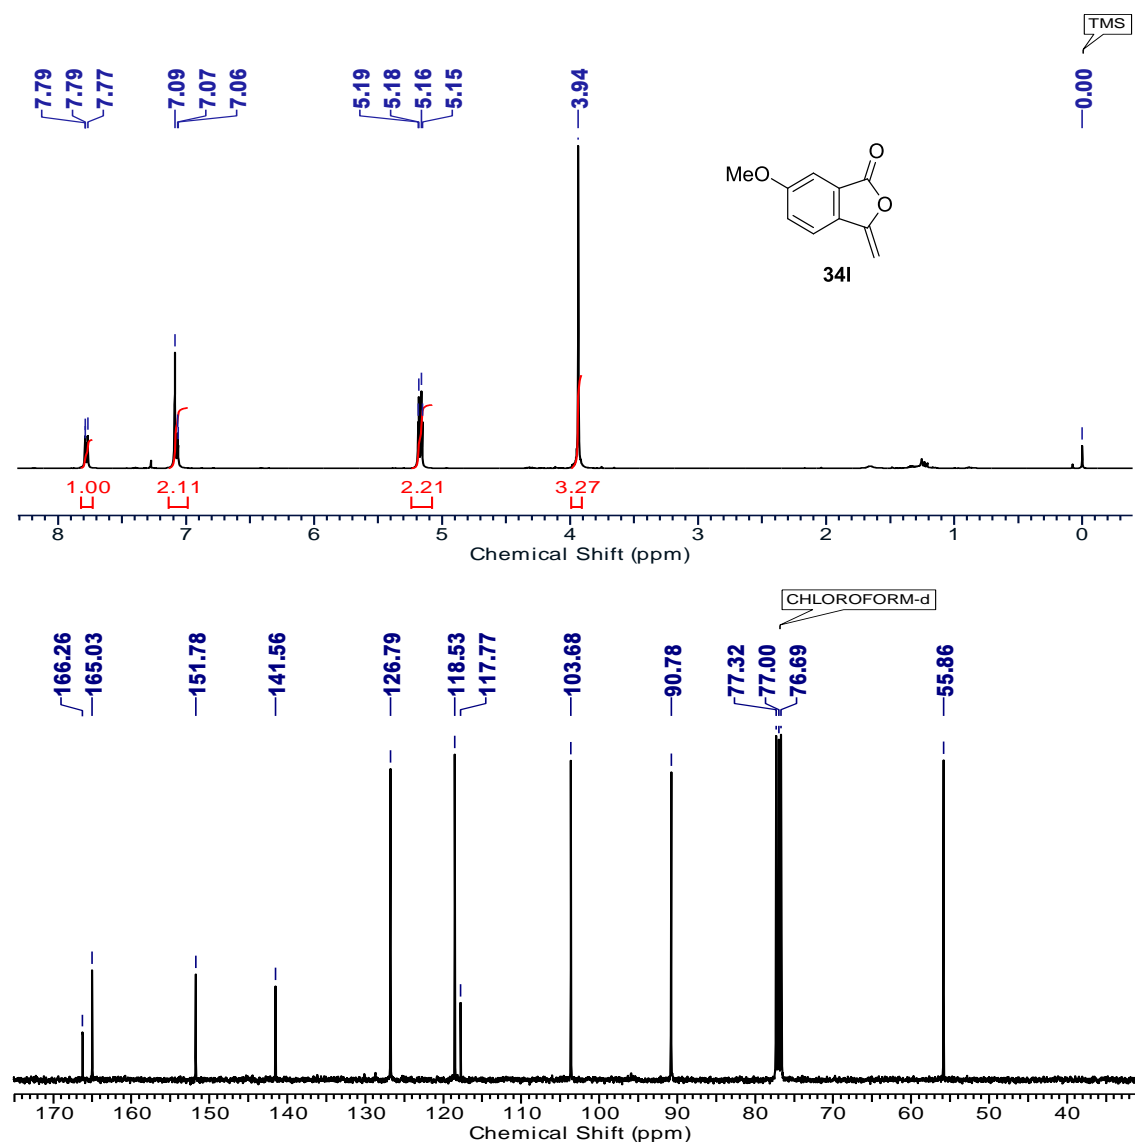 TMS
7.79
7.79
7.77
7.09
7.07
7.06
5.19
5.18
5.16
5.15
3.94
0.00
O
MeO
O
34l
1.00 2.11 2.21 3.27
8 7 6 5 4 3 2 1 0
Chemical Shift (ppm)
CHLOROFORM-d
166.26
165.03
151.78
141.56
126.79
118.53
117.77
103.68
90.78
77.32
77.00
76.69
55.86
170 160 150 140 130 120 110 100 90 80 70 60 50 40
Chemical Shift (ppm)